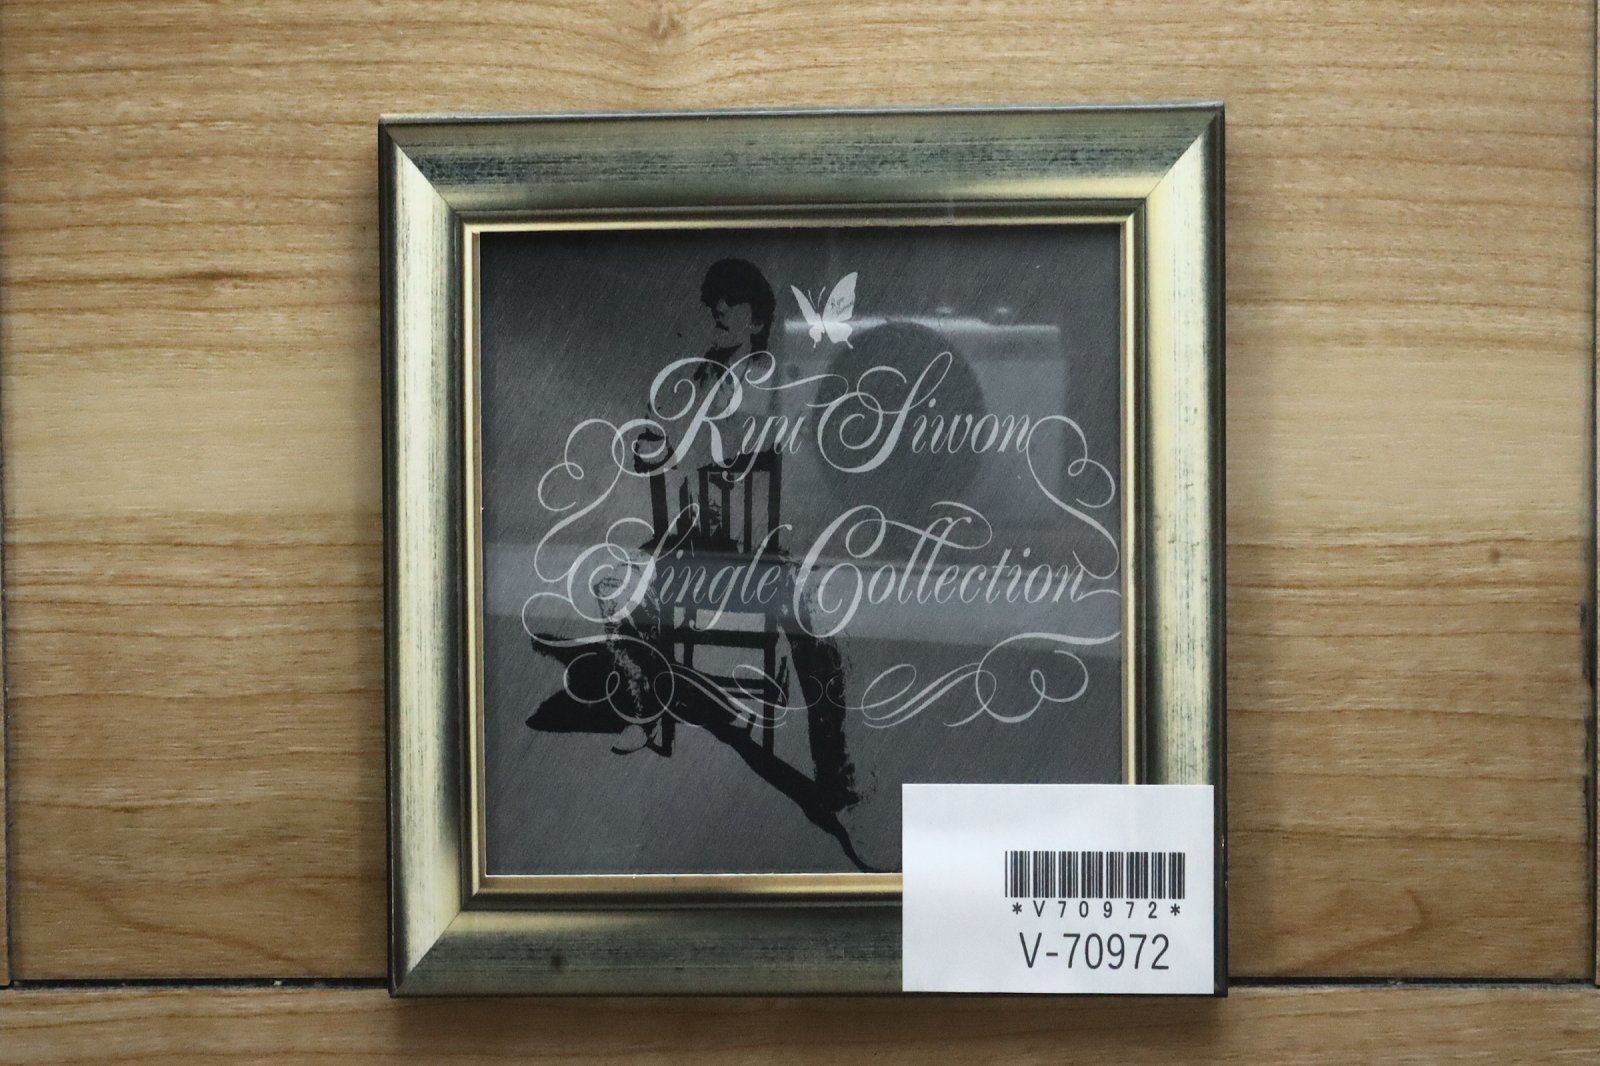 Ryu Siwon
Single Collection
*V70972*
V-70972